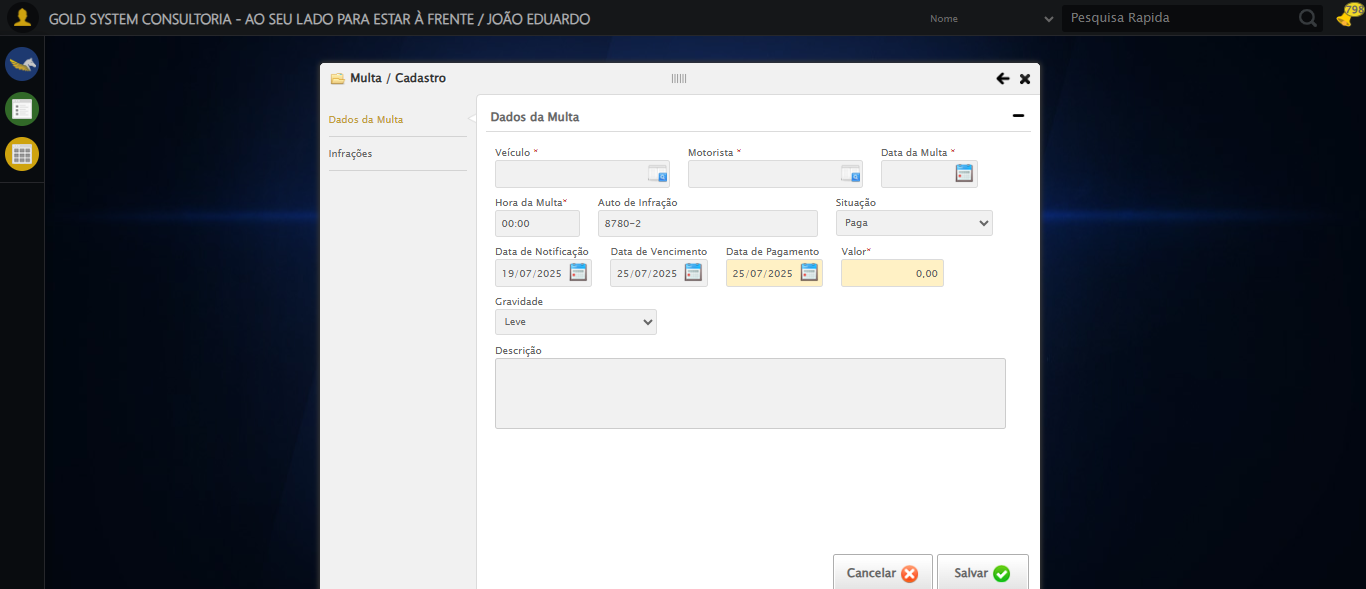 GOLD SYSTEM CONSULTORIA - AO SEU LADO PARA ESTAR À FRENTE / JOÃO EDUARDO
Nome
Pesquisa Rapida
798
Multa / Cadastro
Dados da Multa
Infrações
Dados da Multa
Veículo * Motorista * Data da Multa *
Hora da Multa* Auto de Infração Situação
00:00 8780-2 Paga
Data de Notificação Data de Vencimento Data de Pagamento Valor*
19/07/2025 25/07/2025 25/07/2025 0,00
Gravidade
Leve
Descrição
Cancelar Salvar